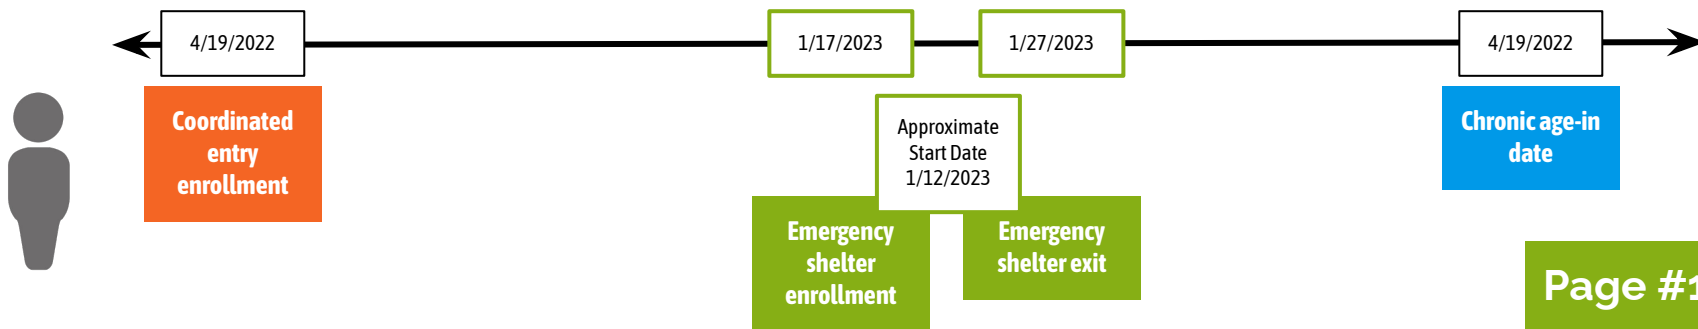 4/19/2022
1/17/2023
1/27/2023
4/19/2022
Coordinated
entry
enrollment
Approximate
Start Date
1/12/2023
Chronic age-in
date
Emergency
shelter
enrollment
Emergency
shelter exit
Page #1